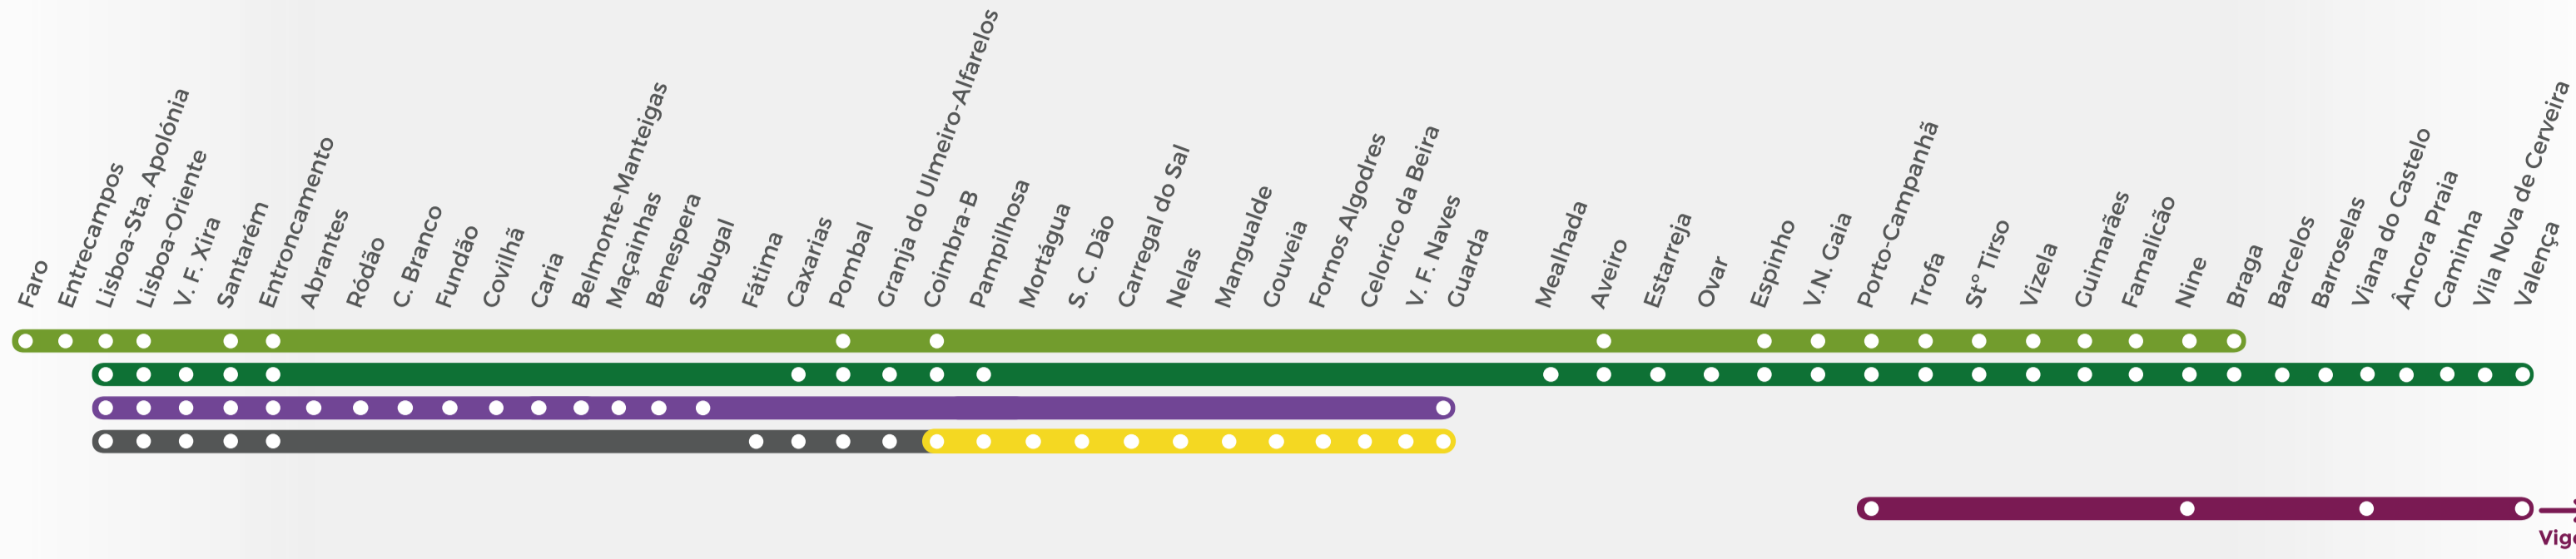 Faro
Entrecampos
Lisboa-Sta. Apolónia
Lisboa-Oriente
V. F. Xira
Santarém
Entroncamento
Abrantes
Ródão
C. Branco
Fundão
Covilhã
Caria
Belmonte-Manteigas
Maçainhas
Benespera
Sabugal
Fátima
Caxarias
Pombal
Granja do Ulmeiro-Alfarelos
Coimbra-B
Pampilhosa
Mortágua
S. C. Dão
Carregal do Sal
Nelas
Mangualde
Gouveia
Fornos Algodres
Celorico da Beira
V. F. Naves
Guarda
Mealhada
Aveiro
Estarreja
Ovar
Espinho
V.N. Gaia
Porto-Campanhã
Trofa
St° Tirso
Vizela
Guimarães
Famalicão
Nine
Braga
Barcelos
Barroselas
Viana do Castelo
Âncora Praia
Caminha
Vila Nova de Cerveira
Valença